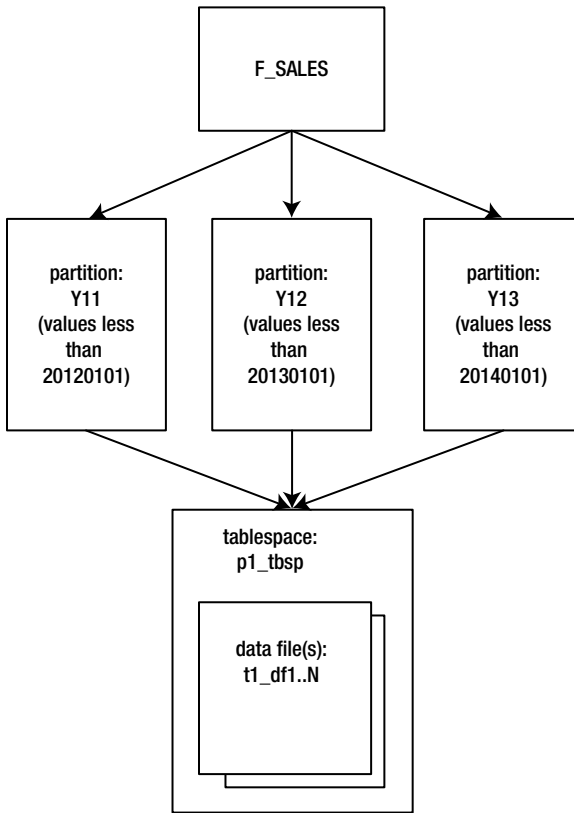 F_SALES
partition:
Y11
(values less
than
20120101)
partition:
Y12
(values less
than
20130101)
partition:
Y13
(values less
than
20140101)
tablespace:
p1_tbsp
data file(s):
t1_df1..N